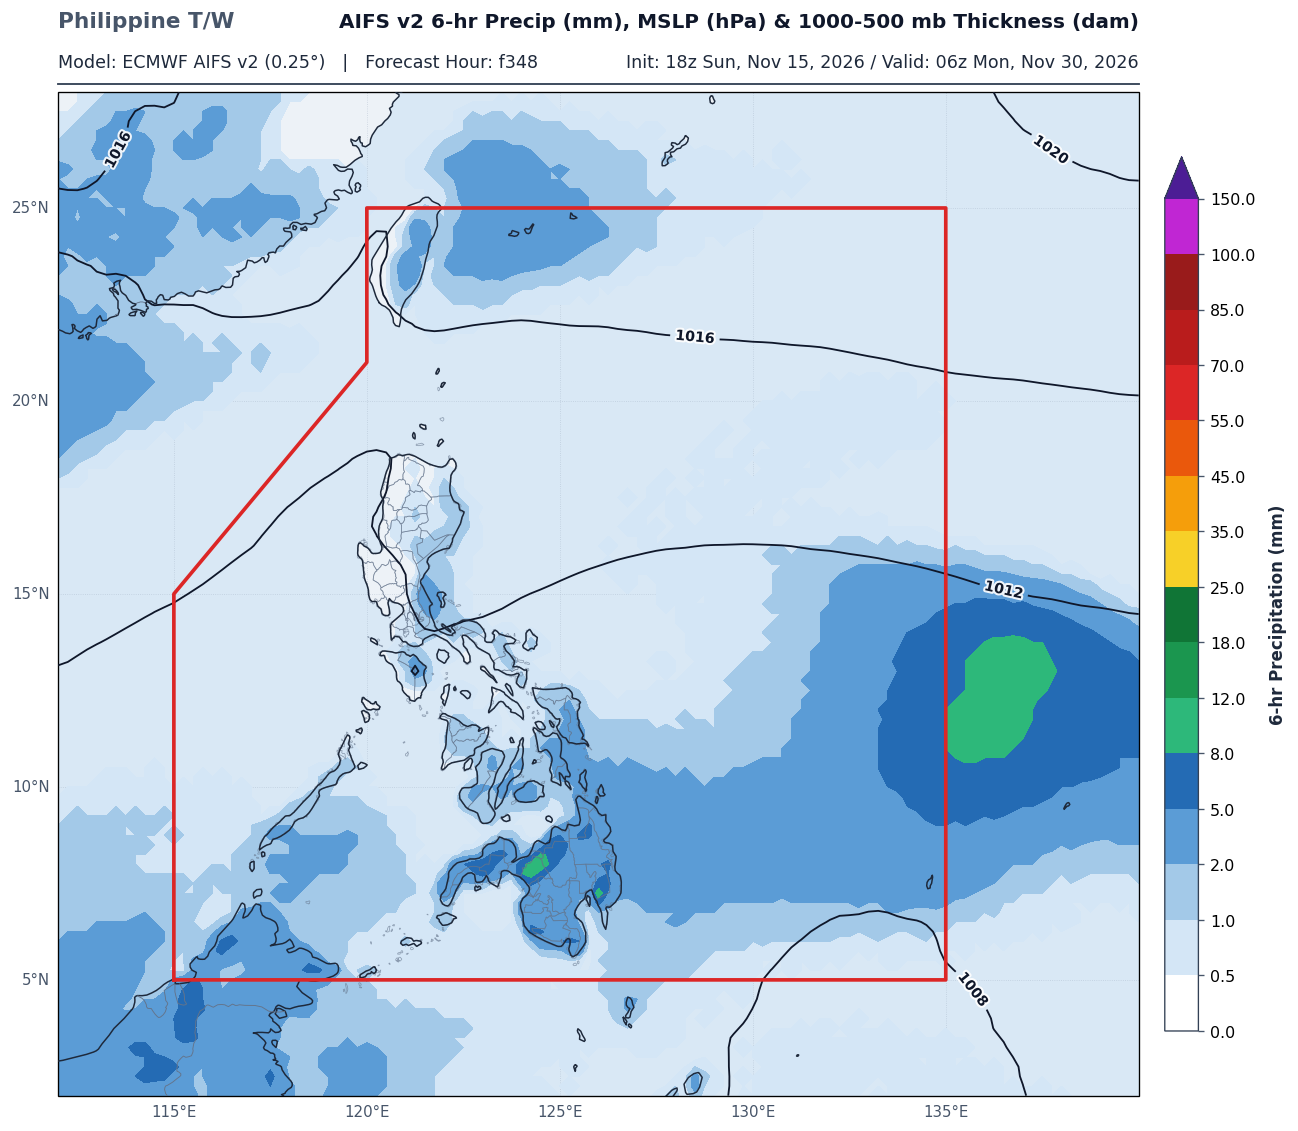 Philippine T/W
AIFS v2 6-hr Precip (mm), MSLP (hPa) & 1000-500 mb Thickness (dam)
Model: ECMWF AIFS v2 (0.25°) | Forecast Hour: f348
Init: 18z Sun, Nov 15, 2026 / Valid: 06z Mon, Nov 30, 2026
1016
1020
25°N
1016
20°N
15°N
1012
10°N
5°N
1008
115°E
120°E
125°E
130°E
135°E
150.0
100.0
85.0
70.0
55.0
45.0
35.0
25.0
18.0
12.0
8.0
5.0
2.0
1.0
0.5
0.0
6-hr Precipitation (mm)